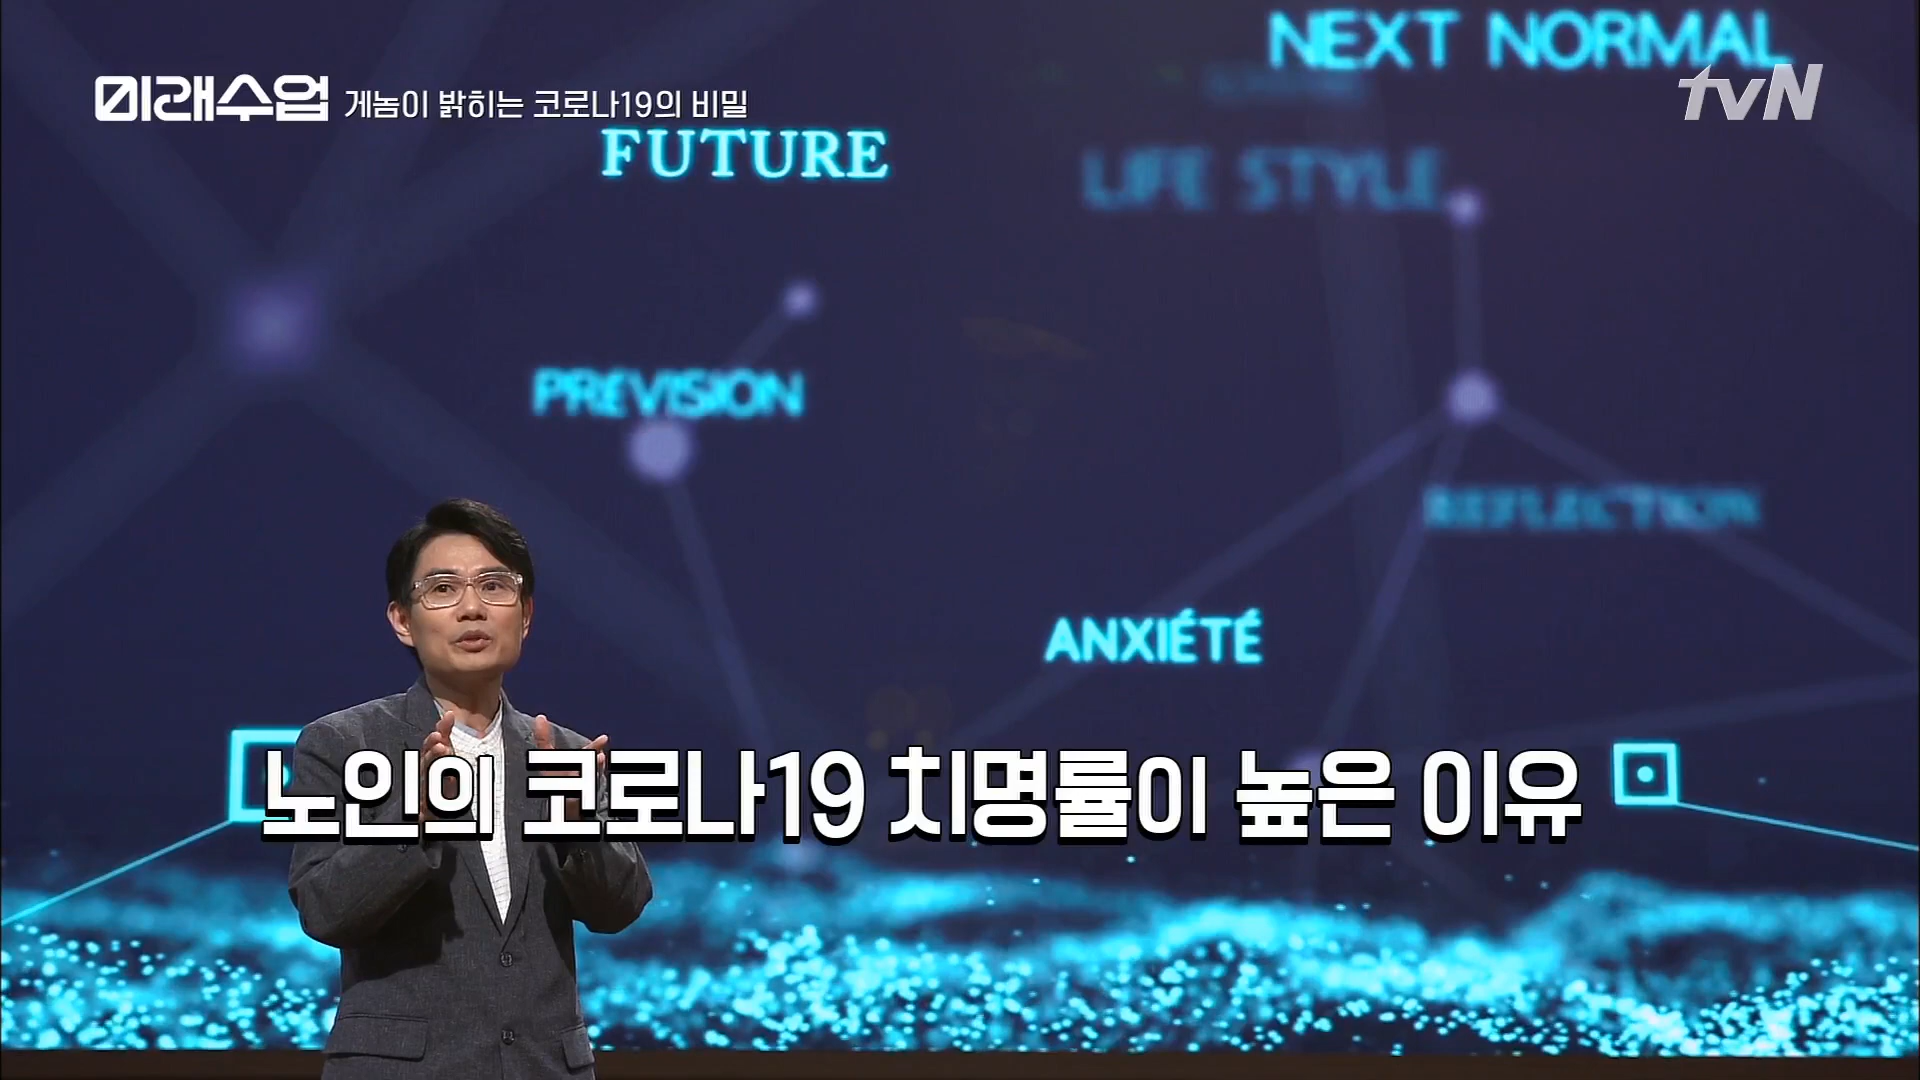 NEXT NORMAL
미래수업 게놈이 밝히는 코로나19의 비밀
tvN
FUTURE
LIFE STYLE
PREVISION
REFLECTION
ANXIÉTÉ
노인의 코로나19 치명률이 높은 이유